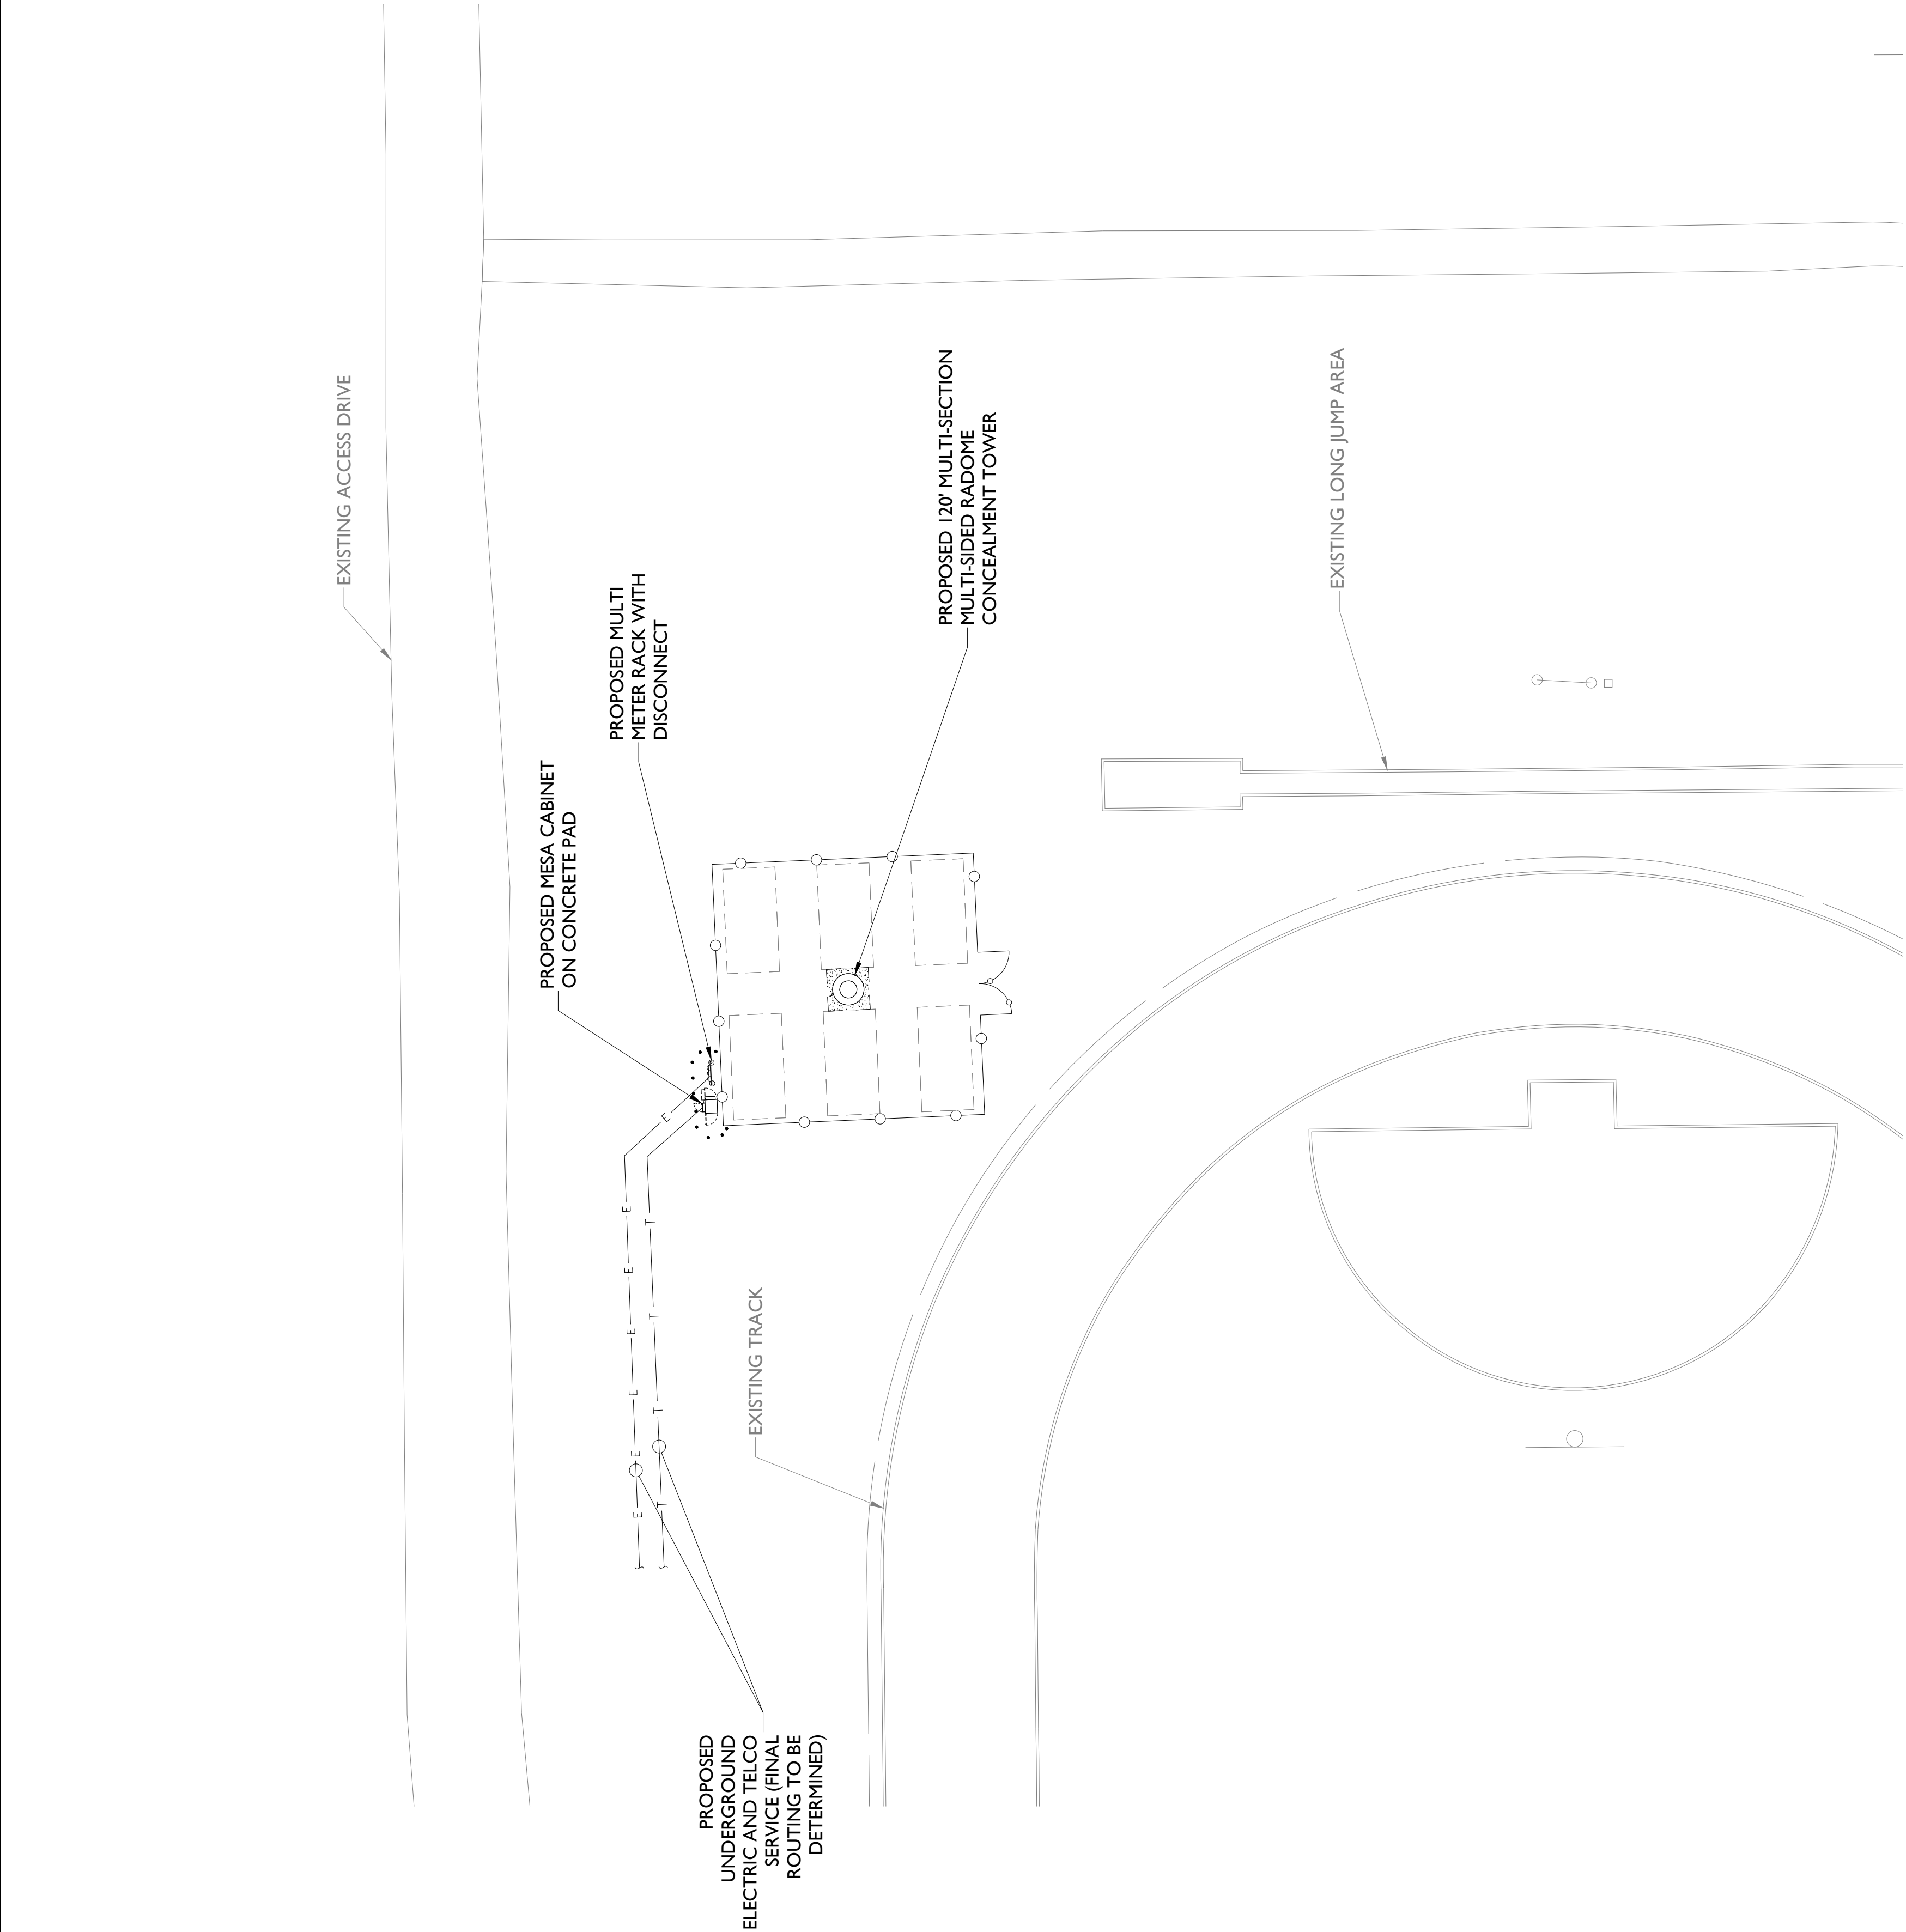 EXISTING ACCESS DRIVE
PROPOSED MESA CABINET
ON CONCRETE PAD
PROPOSED MULTI
METER RACK WITH
DISCONNECT
PROPOSED 120' MULTI-SECTION
MULTI-SIDED RADOME
CONCEALMENT TOWER
EXISTING LONG JUMP AREA
EXISTING TRACK
PROPOSED
UNDERGROUND
ELECTRIC AND TELCO
SERVICE (FINAL
ROUTING TO BE
DETERMINED)
E
E
E
E
E
E
E
T
T
T
T